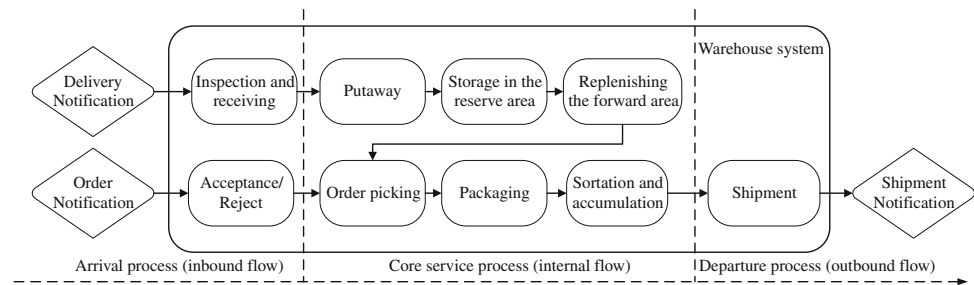 Warehouse system
Delivery
Notification
Inspection and
receiving
Putaway
Storage in the
reserve area
Replenishing
the forward area
Order
Notification
Acceptance/
Reject
Order picking
Packaging
Sortation and
accumulation
Shipment
Shipment
Notification
Arrival process (inbound flow)
Core service process (internal flow)
Departure process (outbound flow)